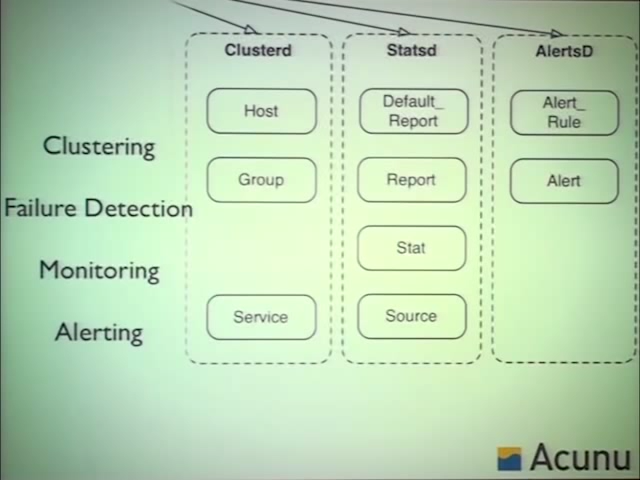 Clusterd
Statsd
AlertsD
Host
Default_
Report
Alert_
Rule
Clustering
Group
Report
Alert
Failure Detection
Stat
Monitoring
Service
Source
Alerting
Acunu